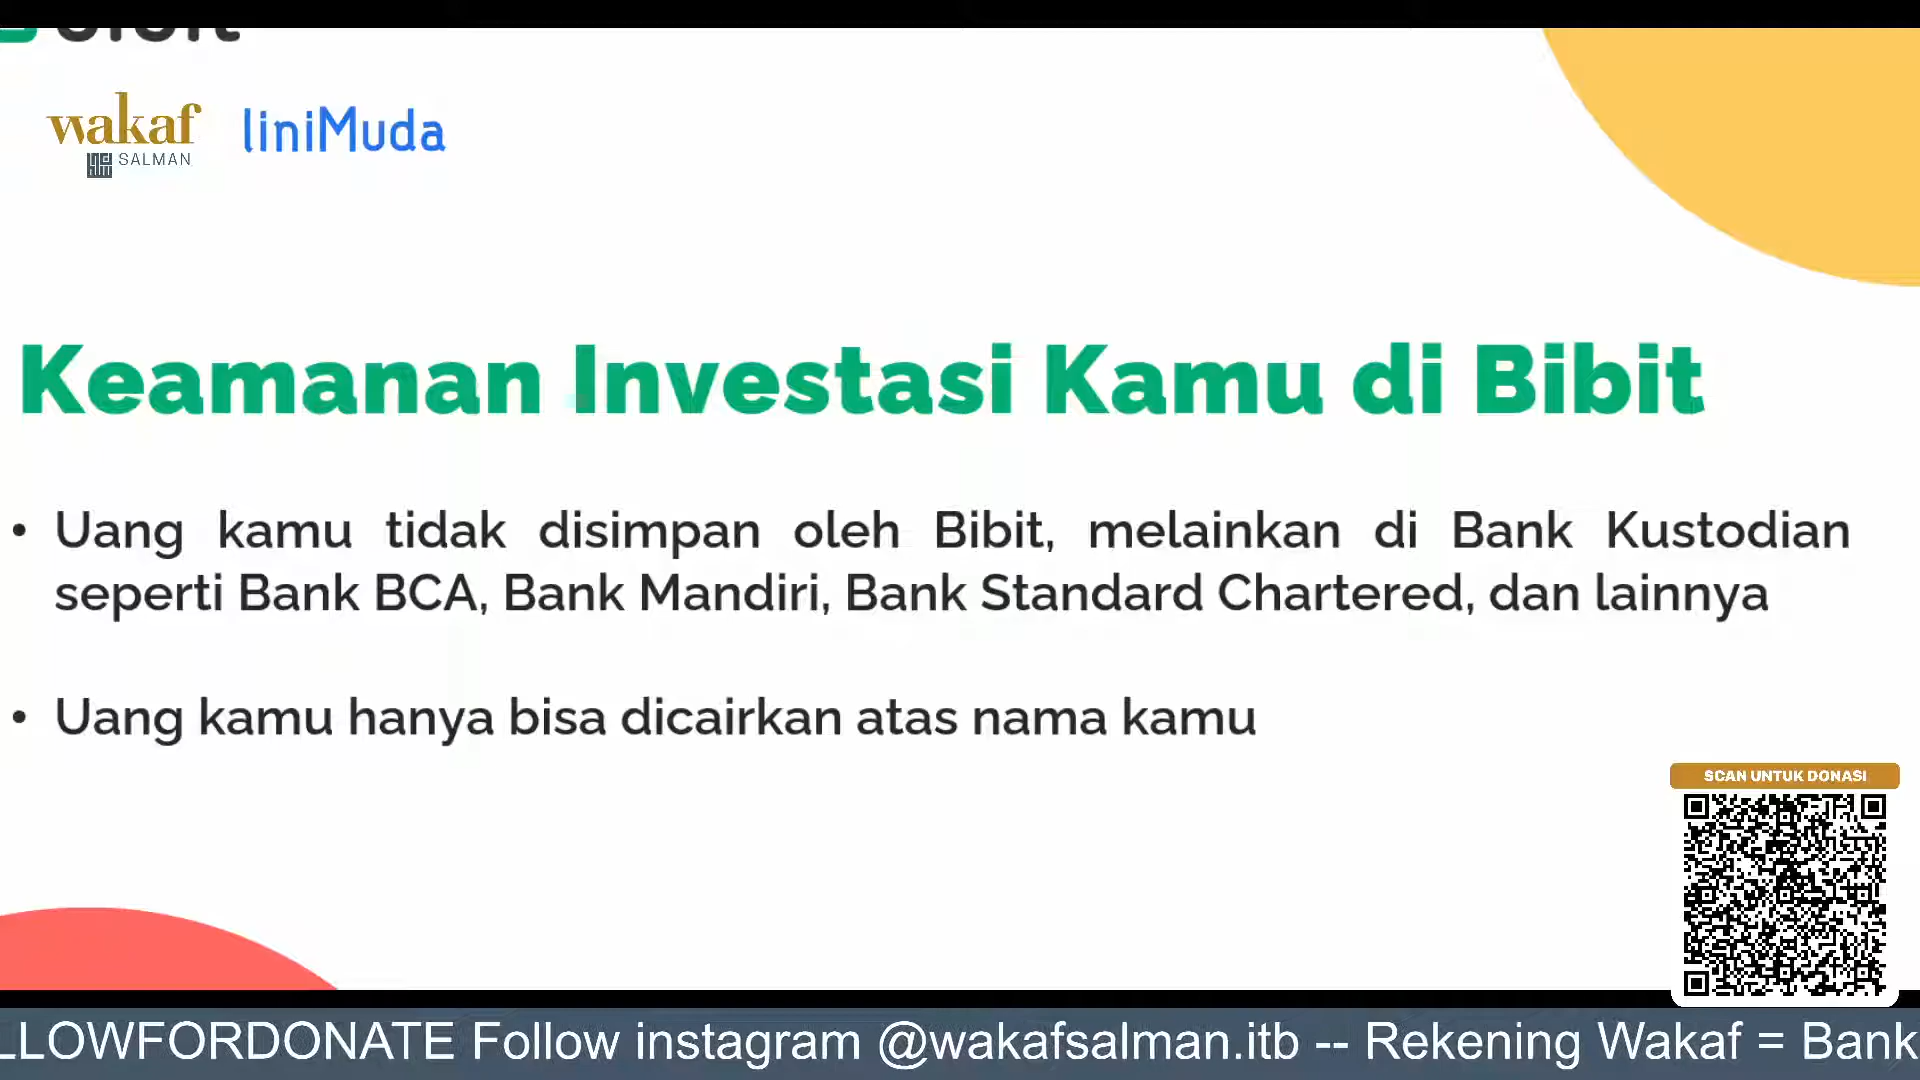 wakaf
SALMAN
liniMuda
Keamanan Investasi Kamu di Bibit
• Uang kamu tidak disimpan oleh Bibit, melainkan di Bank Kustodian
seperti Bank BCA, Bank Mandiri, Bank Standard Chartered, dan lainnya
• Uang kamu hanya bisa dicairkan atas nama kamu
SCAN UNTUK DONASI
LLOWFORDONATE Follow instagram @wakafsalman.itb -- Rekening Wakaf = Bank